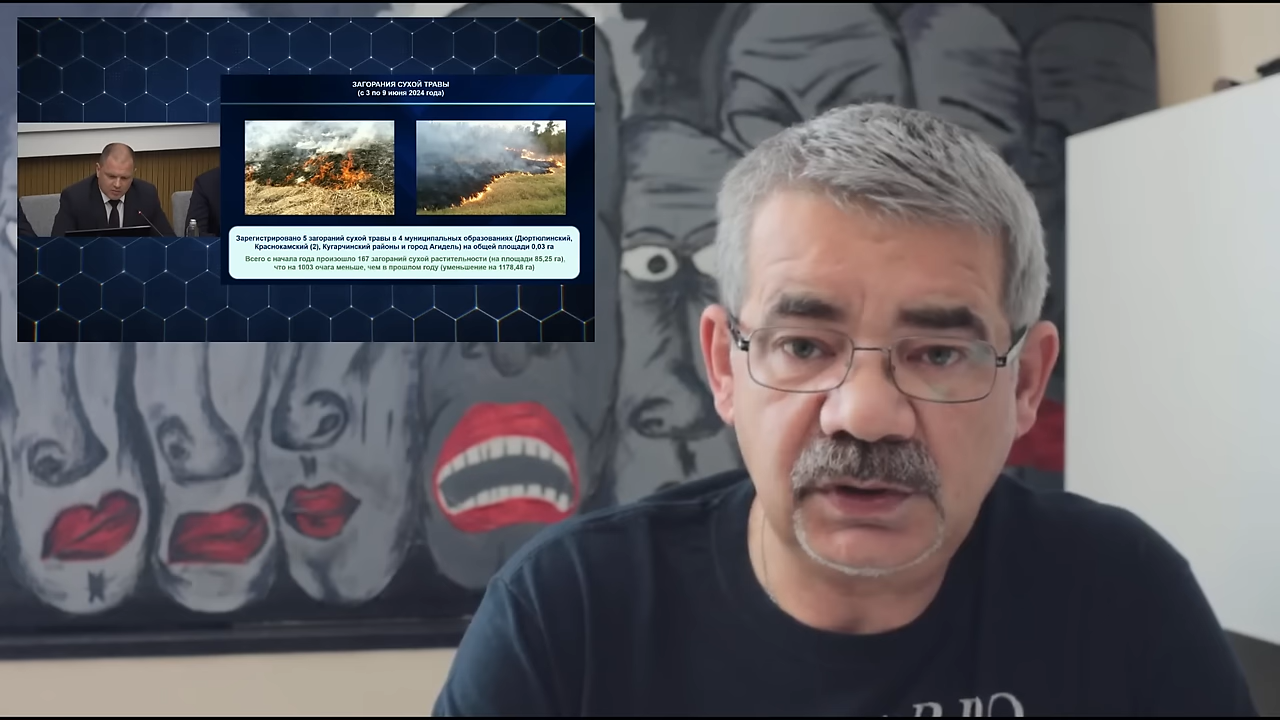 ЗАГОРАНИЯ СУХОЙ ТРАВЫ
(с 3 по 9 июня 2024 года)
Зарегистрировано 5 загораний сухой травы в 4 муниципальных образованиях (Дюртюлинский,
Краснокамский (2), Кугарчинский районы и город Агидель) на общей площади 0,03 га
Всего с начала года произошло 167 загораний сухой растительности (на площади 85,25 га),
что на 1003 очага меньше, чем в прошлом году (уменьшение на 1178,48 га)